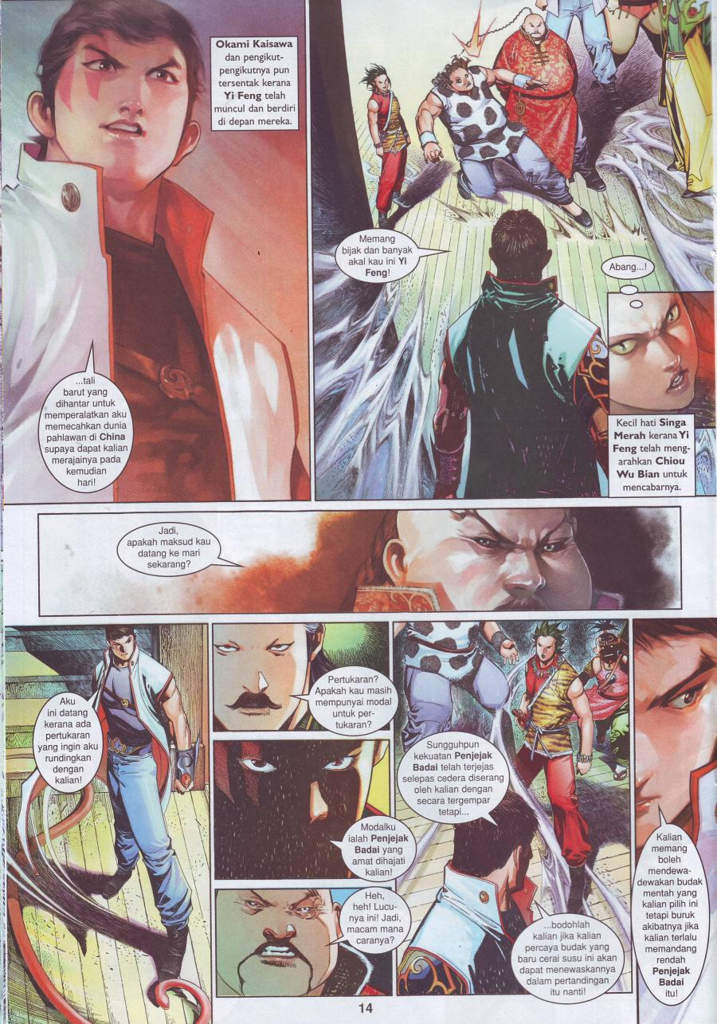 Okami Kaisawa
dan pengikut-
pengikutnya pun
tersentak kerana
Yi Feng telah
muncul dan berdiri
di depan mereka.
...tali
barut yang
dihantar untuk
memperalatkan aku
memecahkan dunia
pahlawan di China
supaya dapat kalian
merajainya pada
kemudian
hari!
Memang
bijak dan banyak
akal kau ini Yi
Feng!
Abang...!
Kecil hati Singa
Merah kerana Yi
Feng telah meng-
arahkan Chiou
Wu Bian untuk
mencabarnya.
Jadi,
apakah maksud kau
datang ke mari
sekarang?
Aku
ini datang
kerana ada
pertukaran
yang ingin aku
rundingkan
dengan
kalian!
Pertukaran?
Apakah kau masih
mempunyai modal
untuk per-
tukaran?
Modalku
ialah Penjejak
Badai yang
amat dihajati
kalian!
Heh,
heh! Lucu-
nya ini! Jadi,
macam mana
caranya?
Sungguhpun
kekuatan Penjejak
Badai telah terjejas
selepas cedera diserang
oleh kalian dengan
secara tergempar
tetapi...
...bodohlah
kalian jika kalian
percaya budak yang
baru cerai susu ini akan
dapat menewaskannya
dalam pertandingan
itu nanti!
Kalian
memang
boleh
mendewa-
dewakan budak
mentah yang
kalian pilih ini
tetapi buruk
akibatnya jika
kalian terlalu
memandang
rendah
Penjejak
Badai
itu!
14